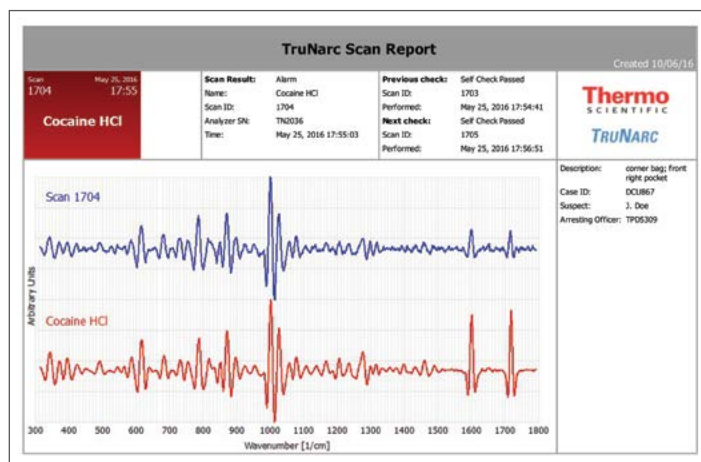 TruNarc Scan Report
Created 10/06/16
Scan May 25, 2016
1704 17:55
Cocaine HCl
Scan Result: Alarm
Name: Cocaine HCl
Scan ID: 1704
Analyzer SN: TN2036
Time: May 25, 2016 17:55:03
Previous check: Self Check Passed
Scan ID: 1703
Performed: May 25, 2016 17:54:41
Next check: Self Check Passed
Scan ID: 1705
Performed: May 25, 2016 17:56:51
Thermo
SCIENTIFIC
TRUNARC
Description: corner bag; front
right pocket
Case ID: DCU867
Suspect: J. Doe
Arresting Officer: TPD5309
Scan 1704
Cocaine HCl
Arbitrary Units
300 400 500 600 700 800 900 1000 1100 1200 1300 1400 1500 1600 1700 1800
Wavenumber [1/cm]